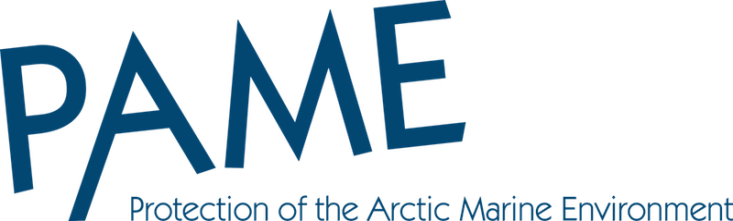 PAME
Protection of the Arctic Marine Environment